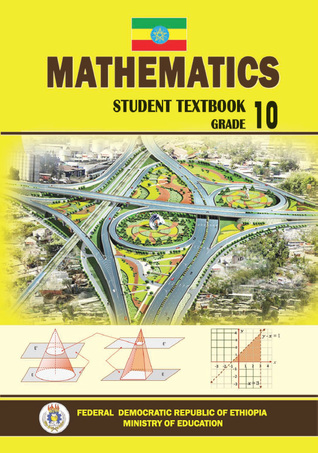 MATHEMATICS
STUDENT TEXTBOOK
GRADE 10
FEDERAL DEMOCRATIC REPUBLIC OF ETHIOPIA
MINISTRY OF EDUCATION